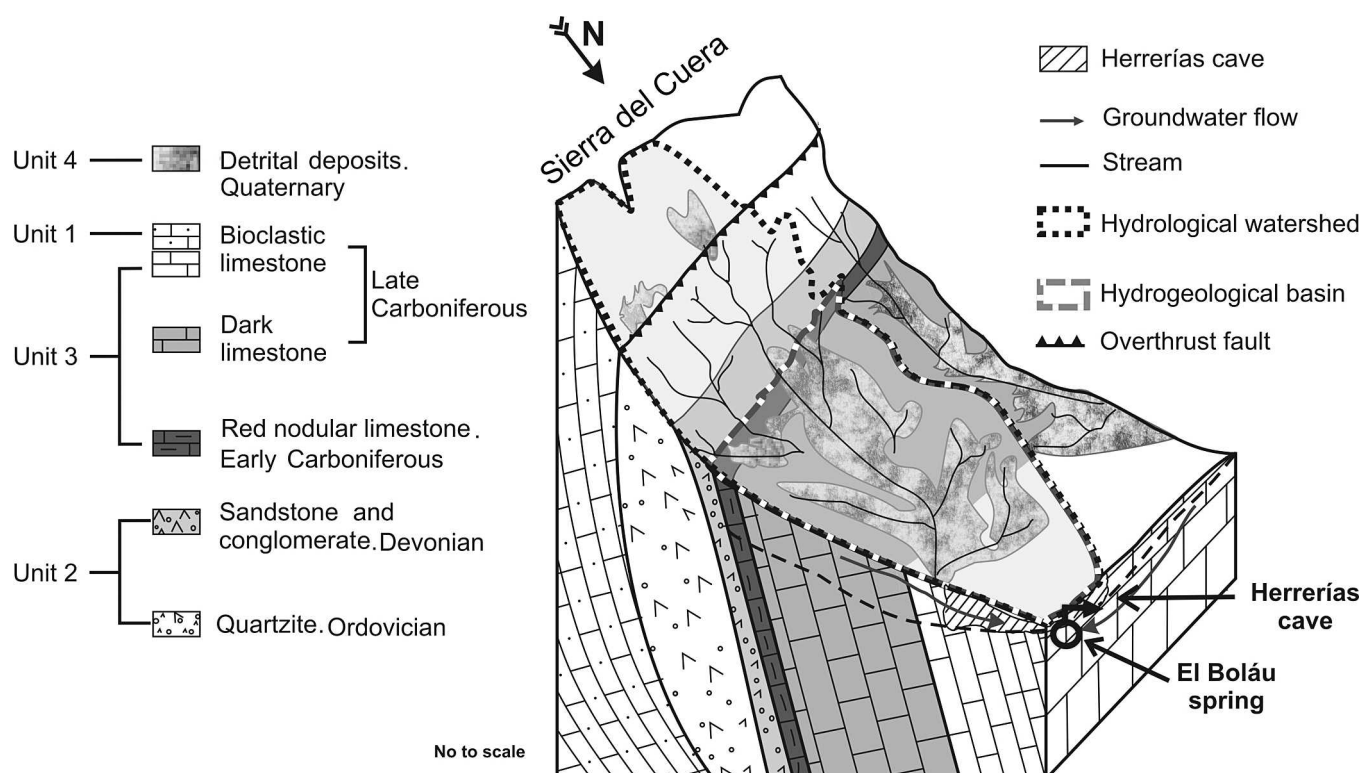 N
Sierra del Cuera
Herrerías cave
Groundwater flow
Stream
Hydrological watershed
Hydrogeological basin
Overthrust fault
Unit 4
Detrital deposits.
Quaternary
Unit 1
Bioclastic
limestone
Late
Carboniferous
Unit 3
Dark
limestone
Red nodular limestone.
Early Carboniferous
Unit 2
Sandstone and
conglomerate.Devonian
Quartzite.Ordovician
No to scale
Herrerías
cave
El Boláu
spring